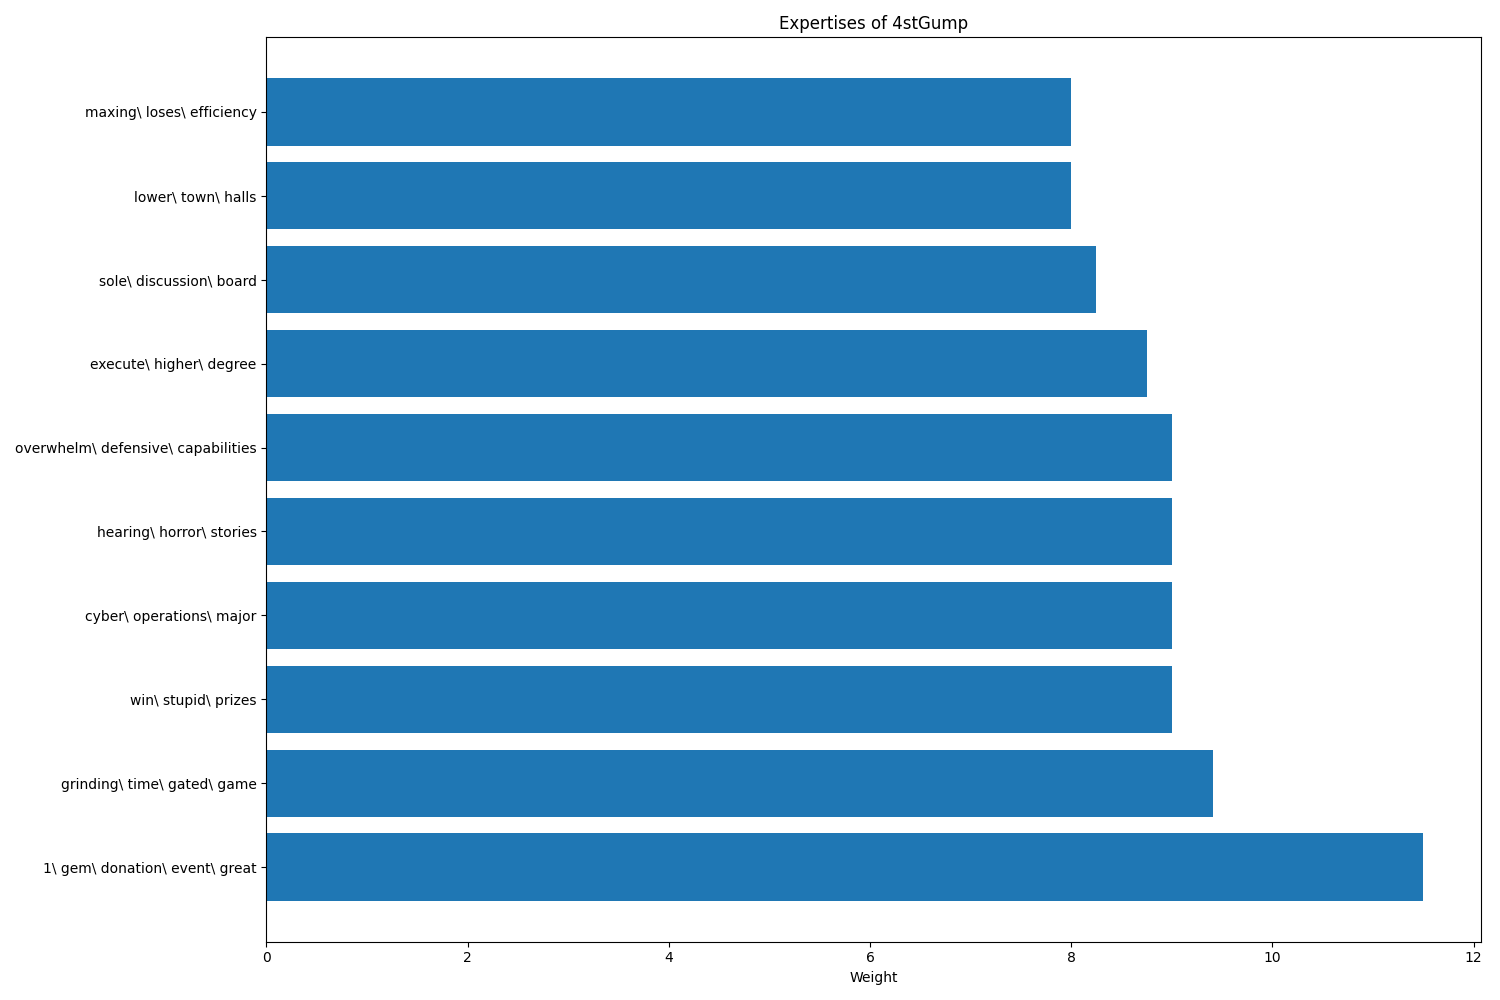 Expertises of 4stGump
maxing\ loses\ efficiency
lower\ town\ halls
sole\ discussion\ board
execute\ higher\ degree
overwhelm\ defensive\ capabilities
hearing\ horror\ stories
cyber\ operations\ major
win\ stupid\ prizes
grinding\ time\ gated\ game
1\ gem\ donation\ event\ great
0 2 4 6 8 10 12
Weight